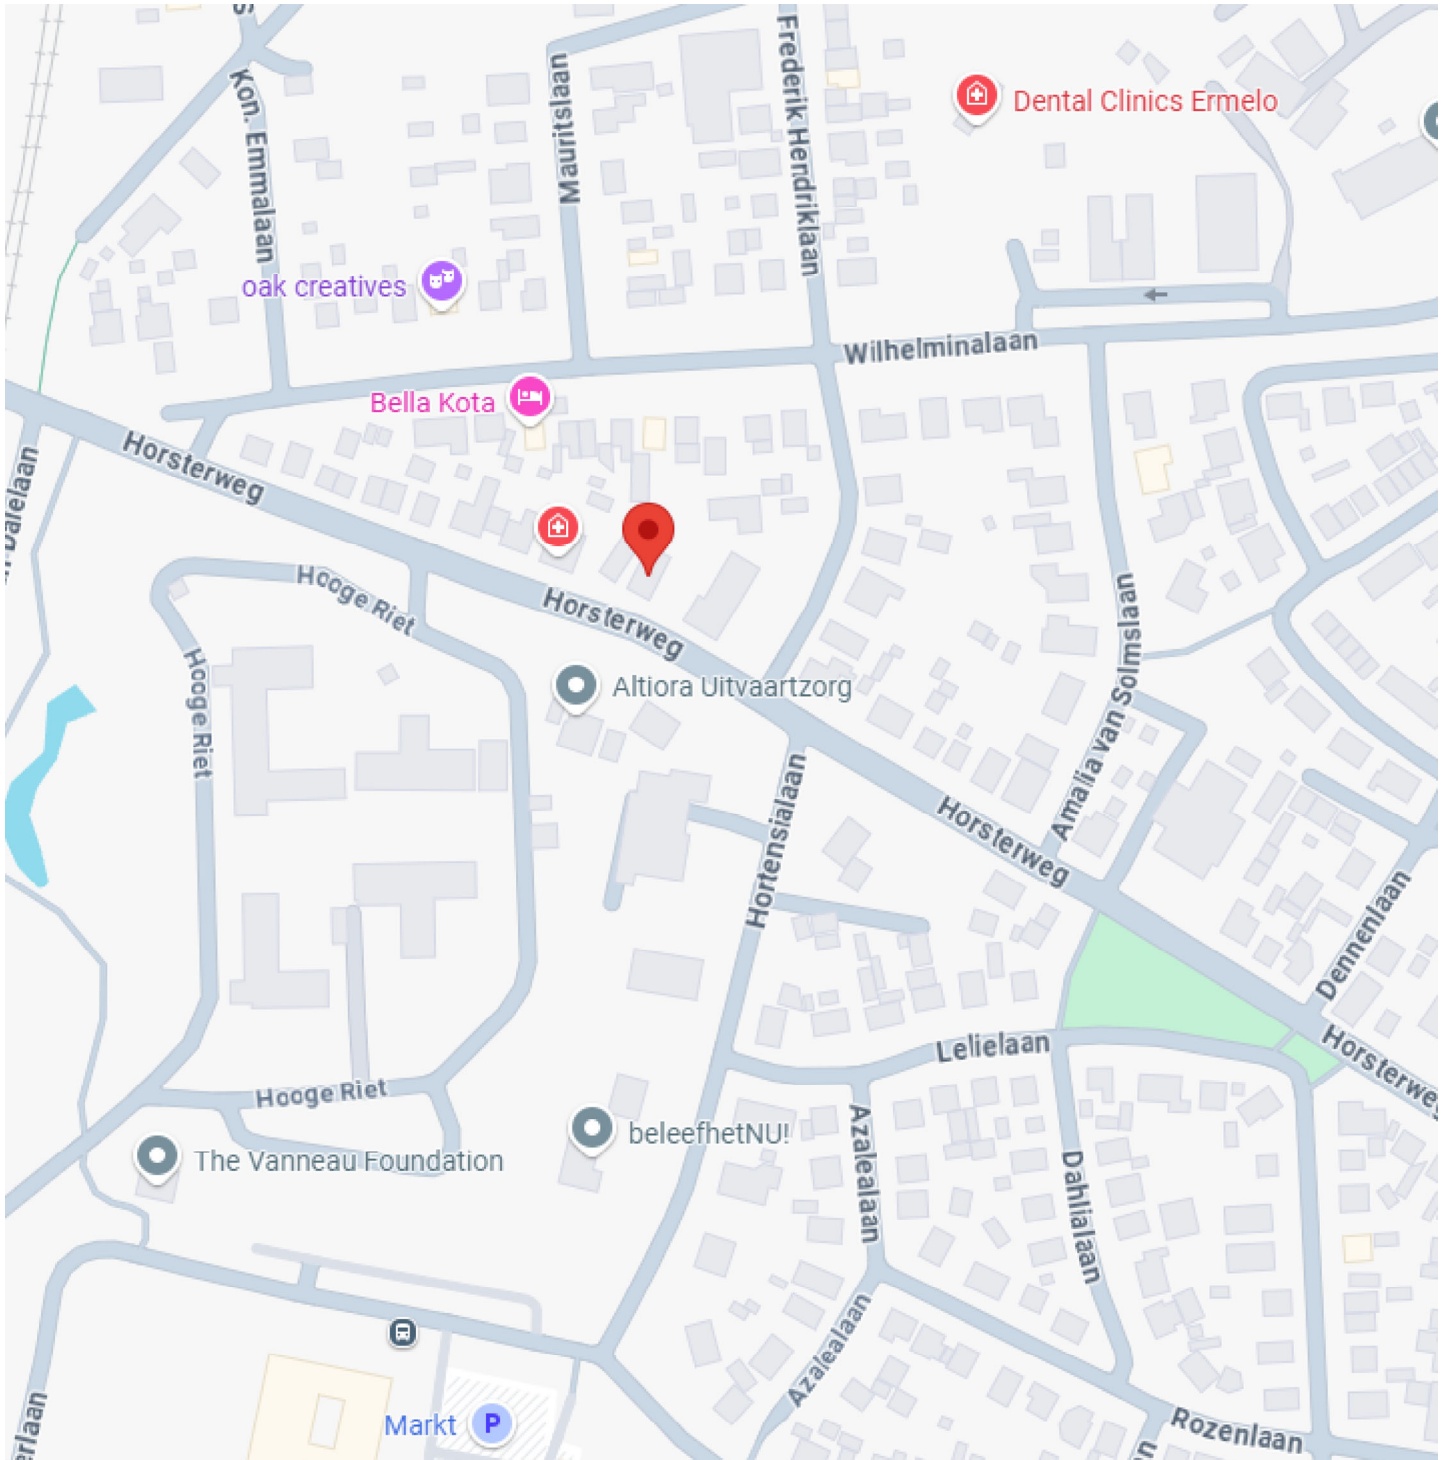 Kon. Emmalaan
Mauritslaan
Frederik Hendriklaan
Dental Clinics Ermelo
oak creatives
Wilhelminalaan
Bella Kota
Horsterweg
Hooge Riet
Horsterweg
Hooge Riet
Altiora Uitvaartzorg
Amalia van Solmslaan
Hortensialaan
Horsterweg
Dennenlaan
Lelielaan
Horsterweg
Hooge Riet
beleefhetNU!
Azalealaan
The Vanneau Foundation
Dahlialaan
Azalealaan
Markt
P
Rozenlaan